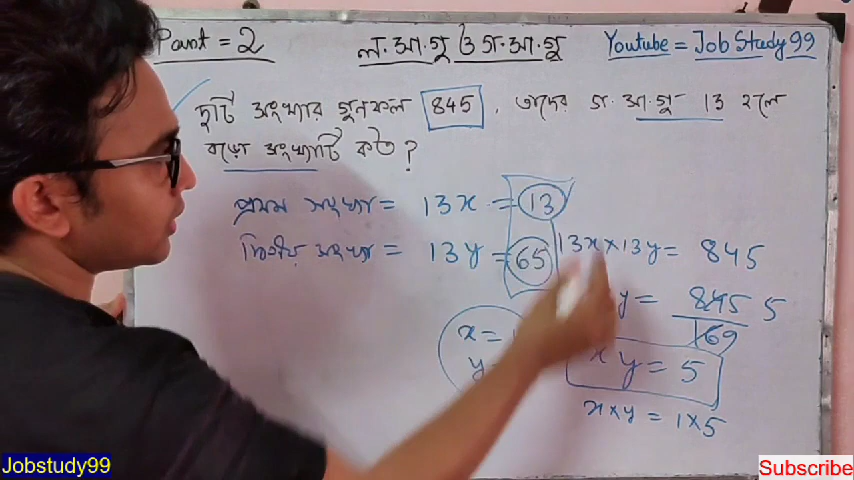 Part = 2 ল.সা.গু ও গ.সা.গু Youtube = Job Study 99
দুটি সংখ্যার গুনফল 845 . তাদের গ.সা.গু 13 হলে
বড়ো সংখ্যাটি কত ?
প্রথম সংখ্যা = 13x = 13
দ্বিতীয় সংখ্যা = 13y = 65
13x × 13y = 845
y = 845 5
169
x =
y =
xy = 5
x × y = 1 × 5
Jobstudy99
Subscribe